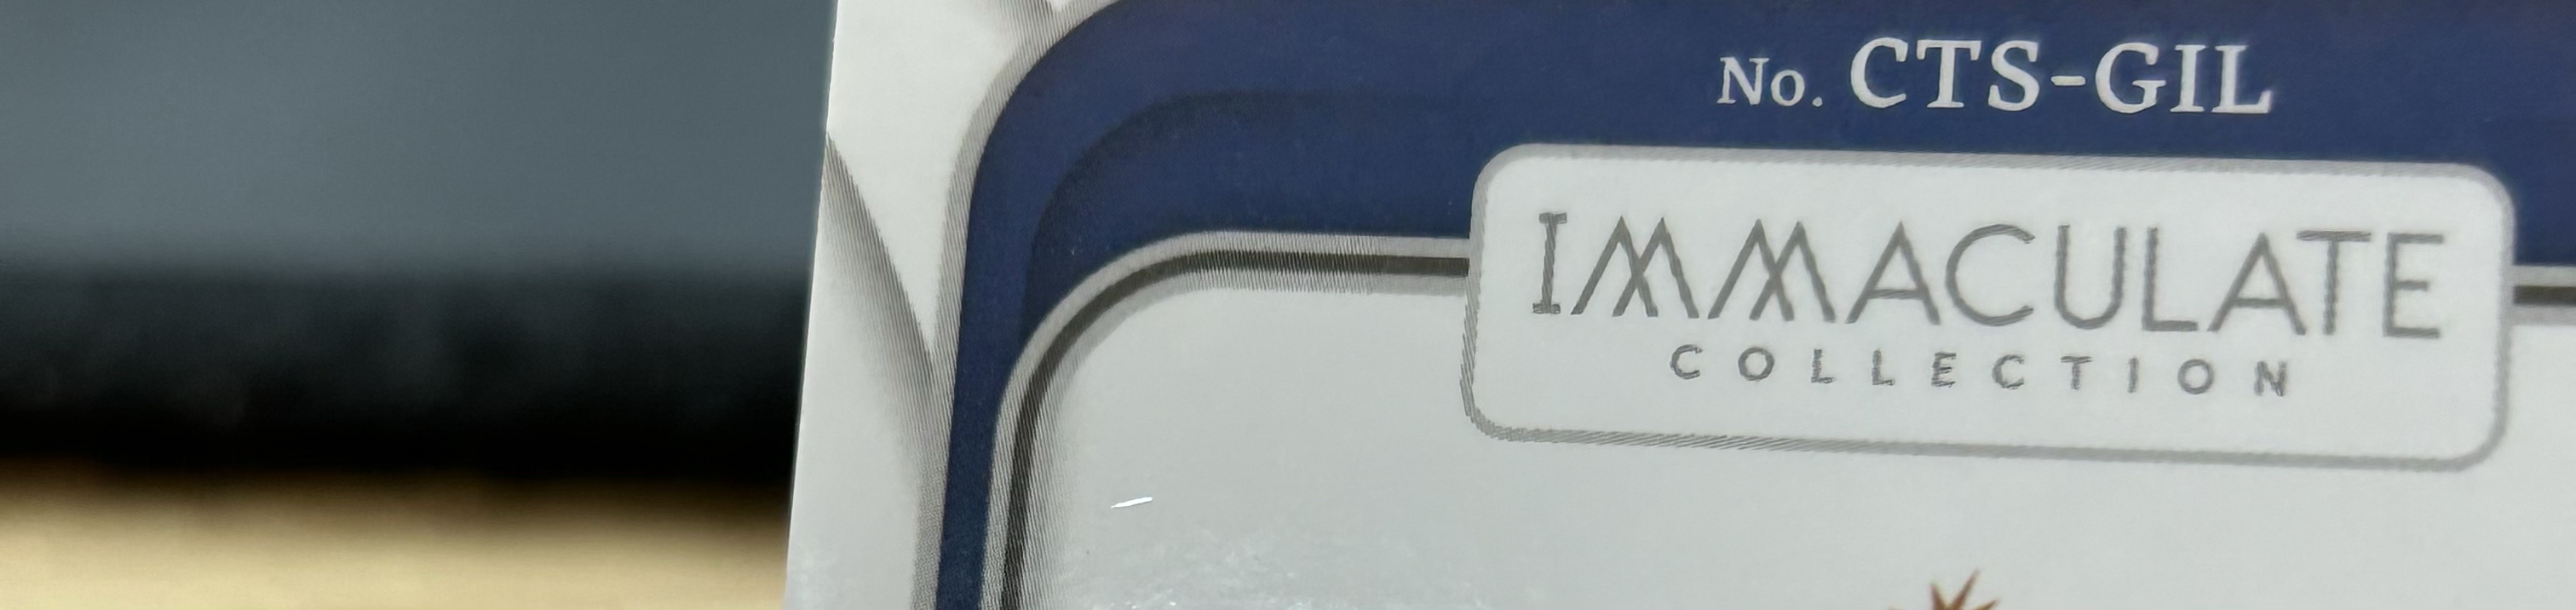 No. CTS-GIL
IMMACULATE
COLLECTION